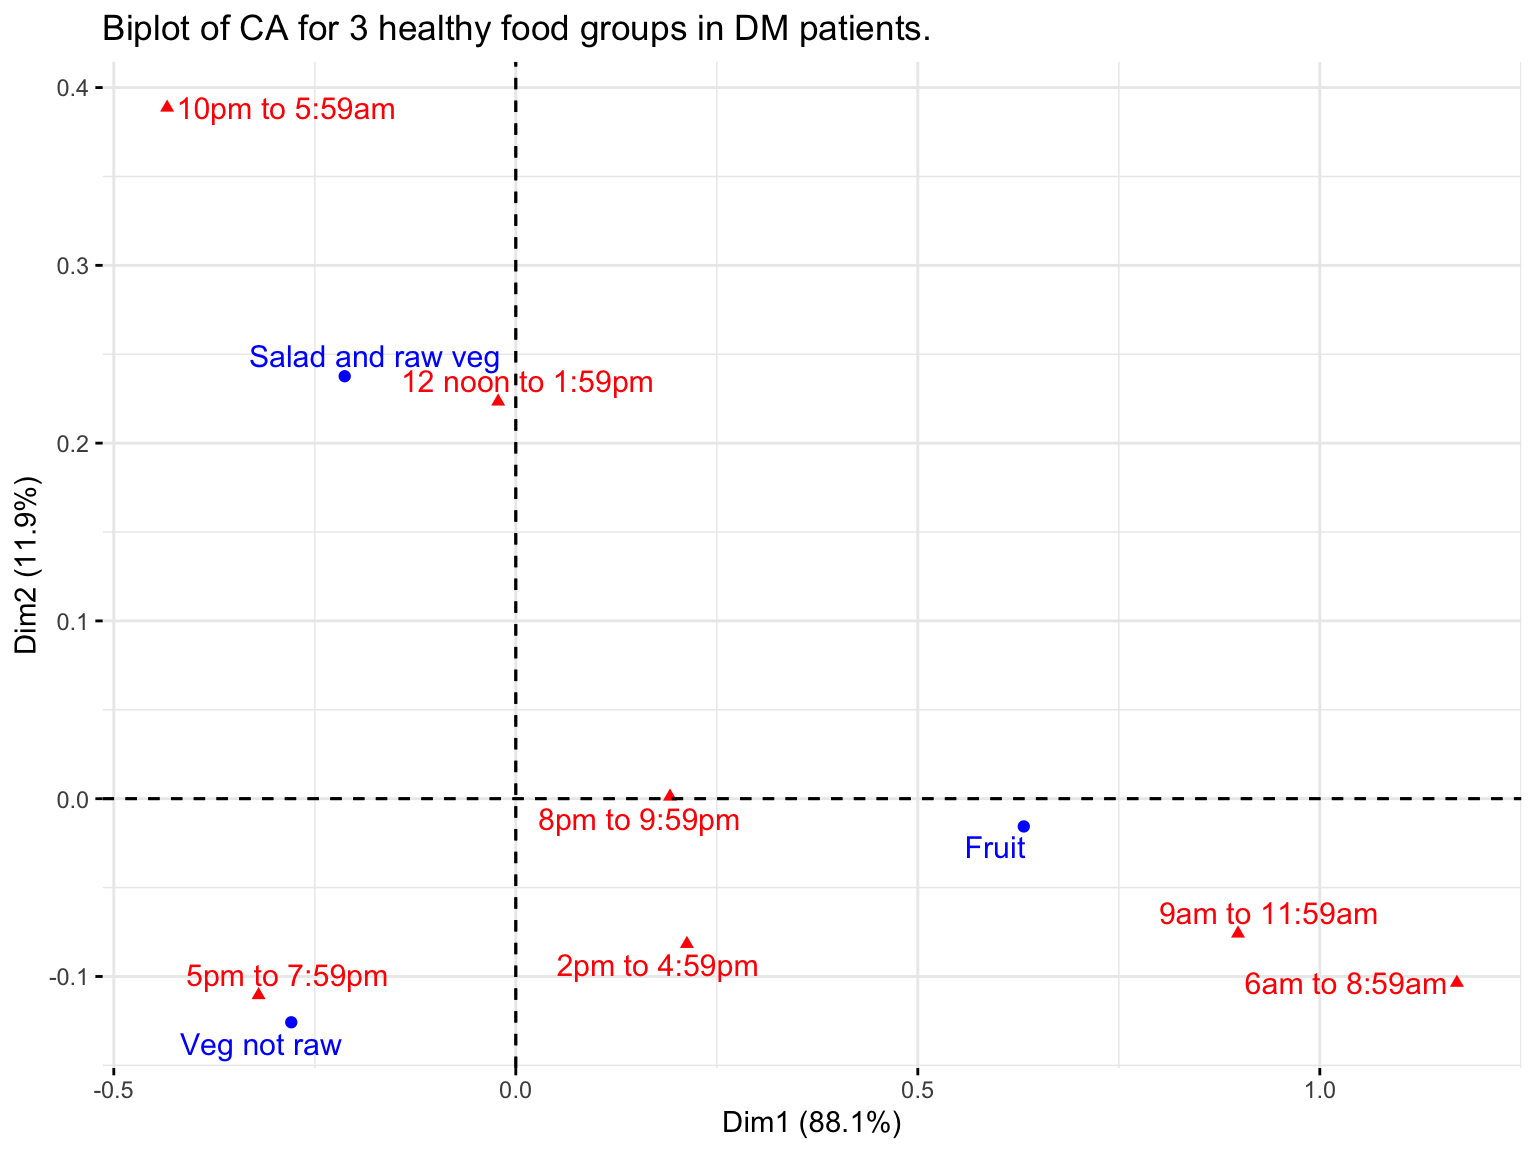 Biplot of CA for 3 healthy food groups in DM patients.
0.4
10pm to 5:59am
0.3
Salad and raw veg
12 noon to 1:59pm
0.2
Dim2 (11.9%)
0.1
0.0
8pm to 9:59pm
Fruit
9am to 11:59am
2pm to 4:59pm
-0.1
5pm to 7:59pm
6am to 8:59am
Veg not raw
-0.5
0.0
0.5
1.0
Dim1 (88.1%)